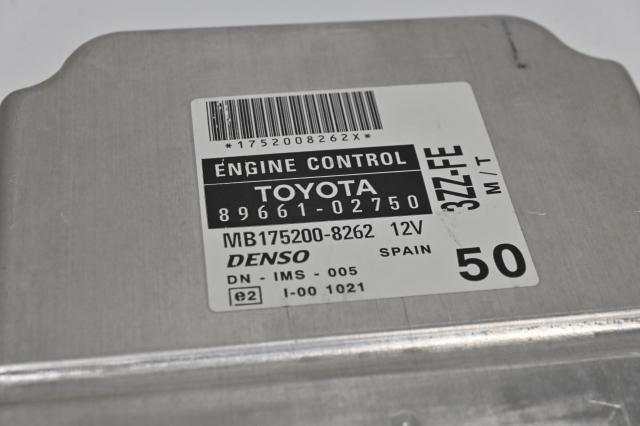 *1752008262X*
ENGINE CONTROL
TOYOTA
89661-02750
MB175200-8262 12V
DENSO SPAIN
DN - IMS - 005
e2 I-00 1021
3ZZ-FE
M/T
50